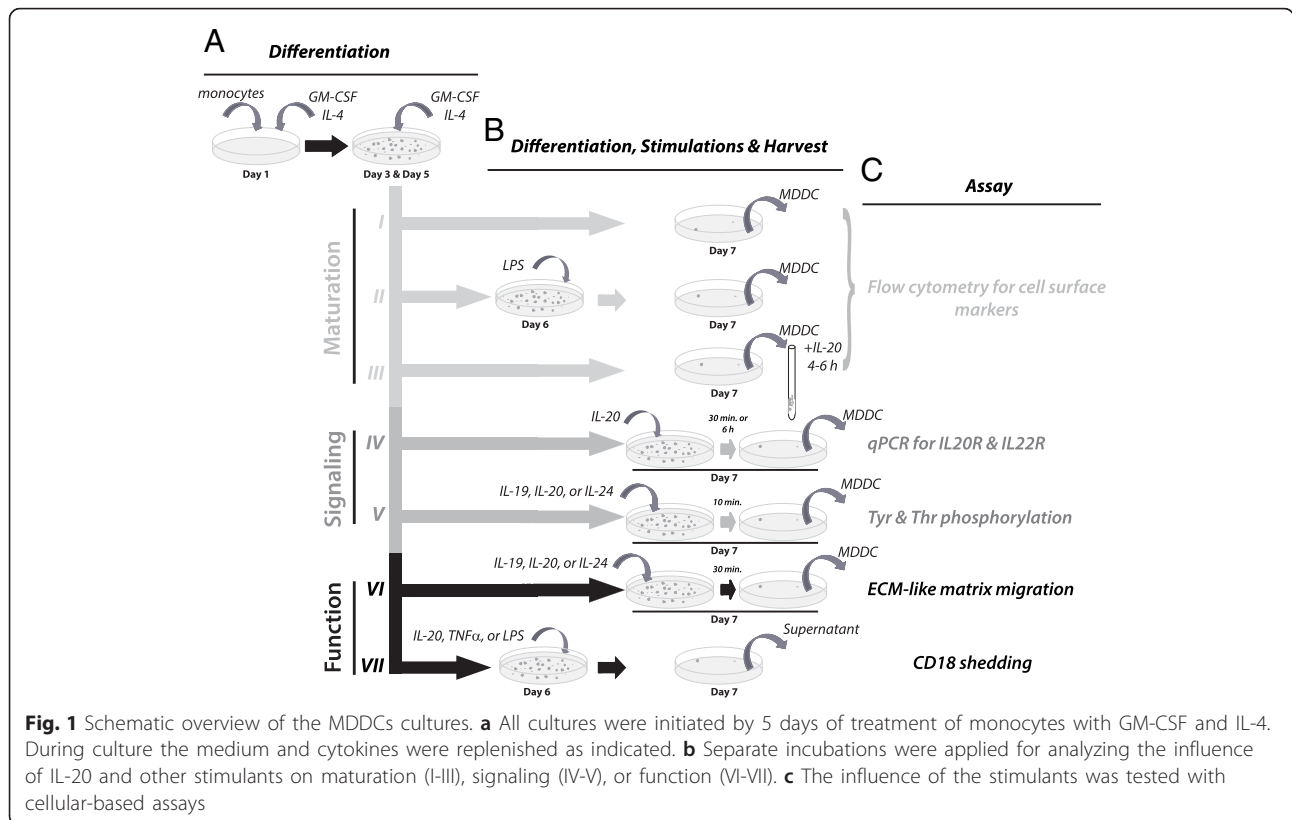 A
Differentiation
monocytes
GM-CSF
IL-4
GM-CSF
IL-4
Day 1
Day 3 & Day 5
B
Differentiation, Stimulations & Harvest
C
Assay
Maturation
I
MDDC
Day 7
II
LPS
Day 6
MDDC
Day 7
Flow cytometry for cell surface
markers
III
MDDC
+IL-20
4-6 h
Day 7
Signaling
IV
IL-20
30 min. or
6 h
MDDC
Day 7
qPCR for IL20R & IL22R
V
IL-19, IL-20, or IL-24
10 min.
MDDC
Day 7
Tyr & Thr phosphorylation
Function
VI
IL-19, IL-20, or IL-24
30 min.
MDDC
Day 7
ECM-like matrix migration
VII
IL-20, TNFα, or LPS
Day 6
Supernatant
Day 7
CD18 shedding
Fig. 1 Schematic overview of the MDDCs cultures. a All cultures were initiated by 5 days of treatment of monocytes with GM-CSF and IL-4.
During culture the medium and cytokines were replenished as indicated. b Separate incubations were applied for analyzing the influence
of IL-20 and other stimulants on maturation (I-III), signaling (IV-V), or function (VI-VII). c The influence of the stimulants was tested with
cellular-based assays